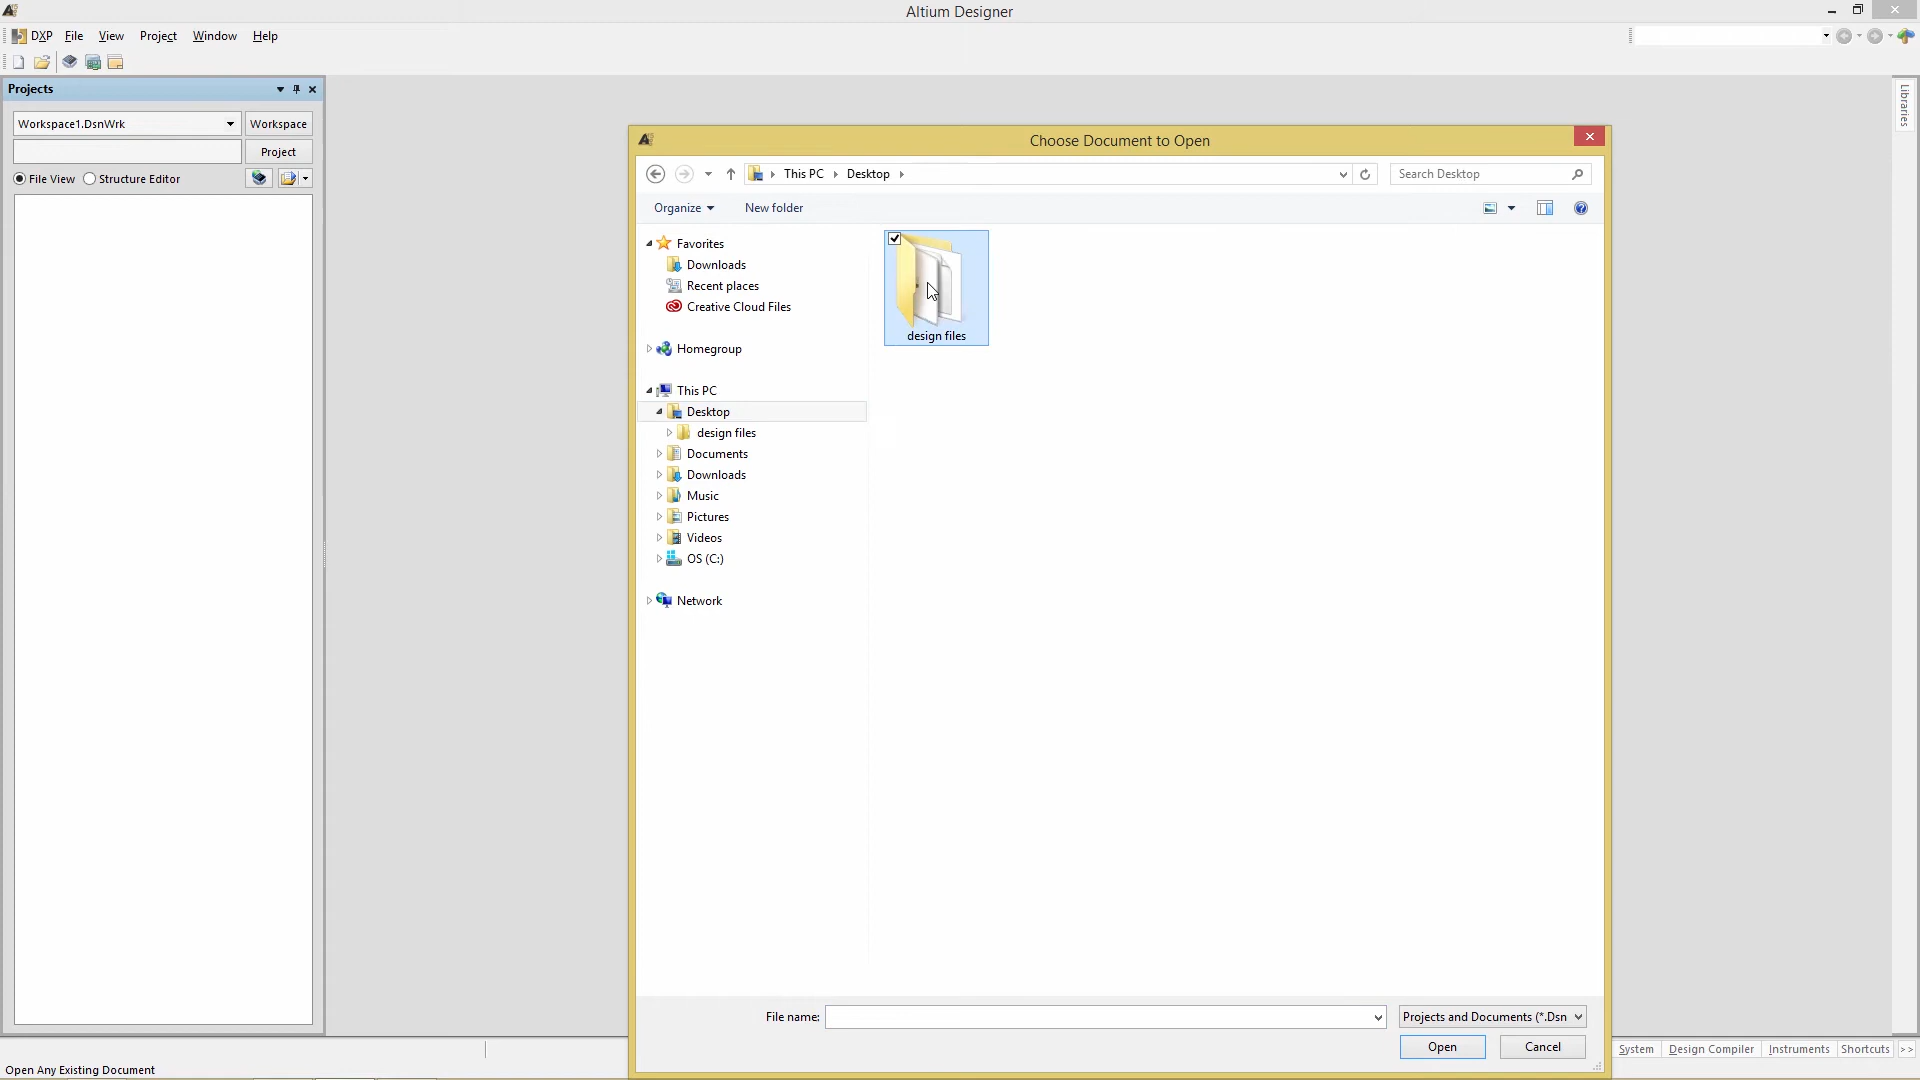 Altium Designer
DXP File View Project Window Help
Projects
Workspace1.DsnWrk Workspace
Project
File View Structure Editor
Libraries
Choose Document to Open
This PC Desktop Search Desktop
Organize New folder
Favorites
Downloads
Recent places
Creative Cloud Files
Homegroup
This PC
Desktop
design files
Documents
Downloads
Music
Pictures
Videos
OS (C:)
Network
design files
File name: Projects and Documents (*.Dsn
Open Cancel
System Design Compiler Instruments Shortcuts >>
Open Any Existing Document